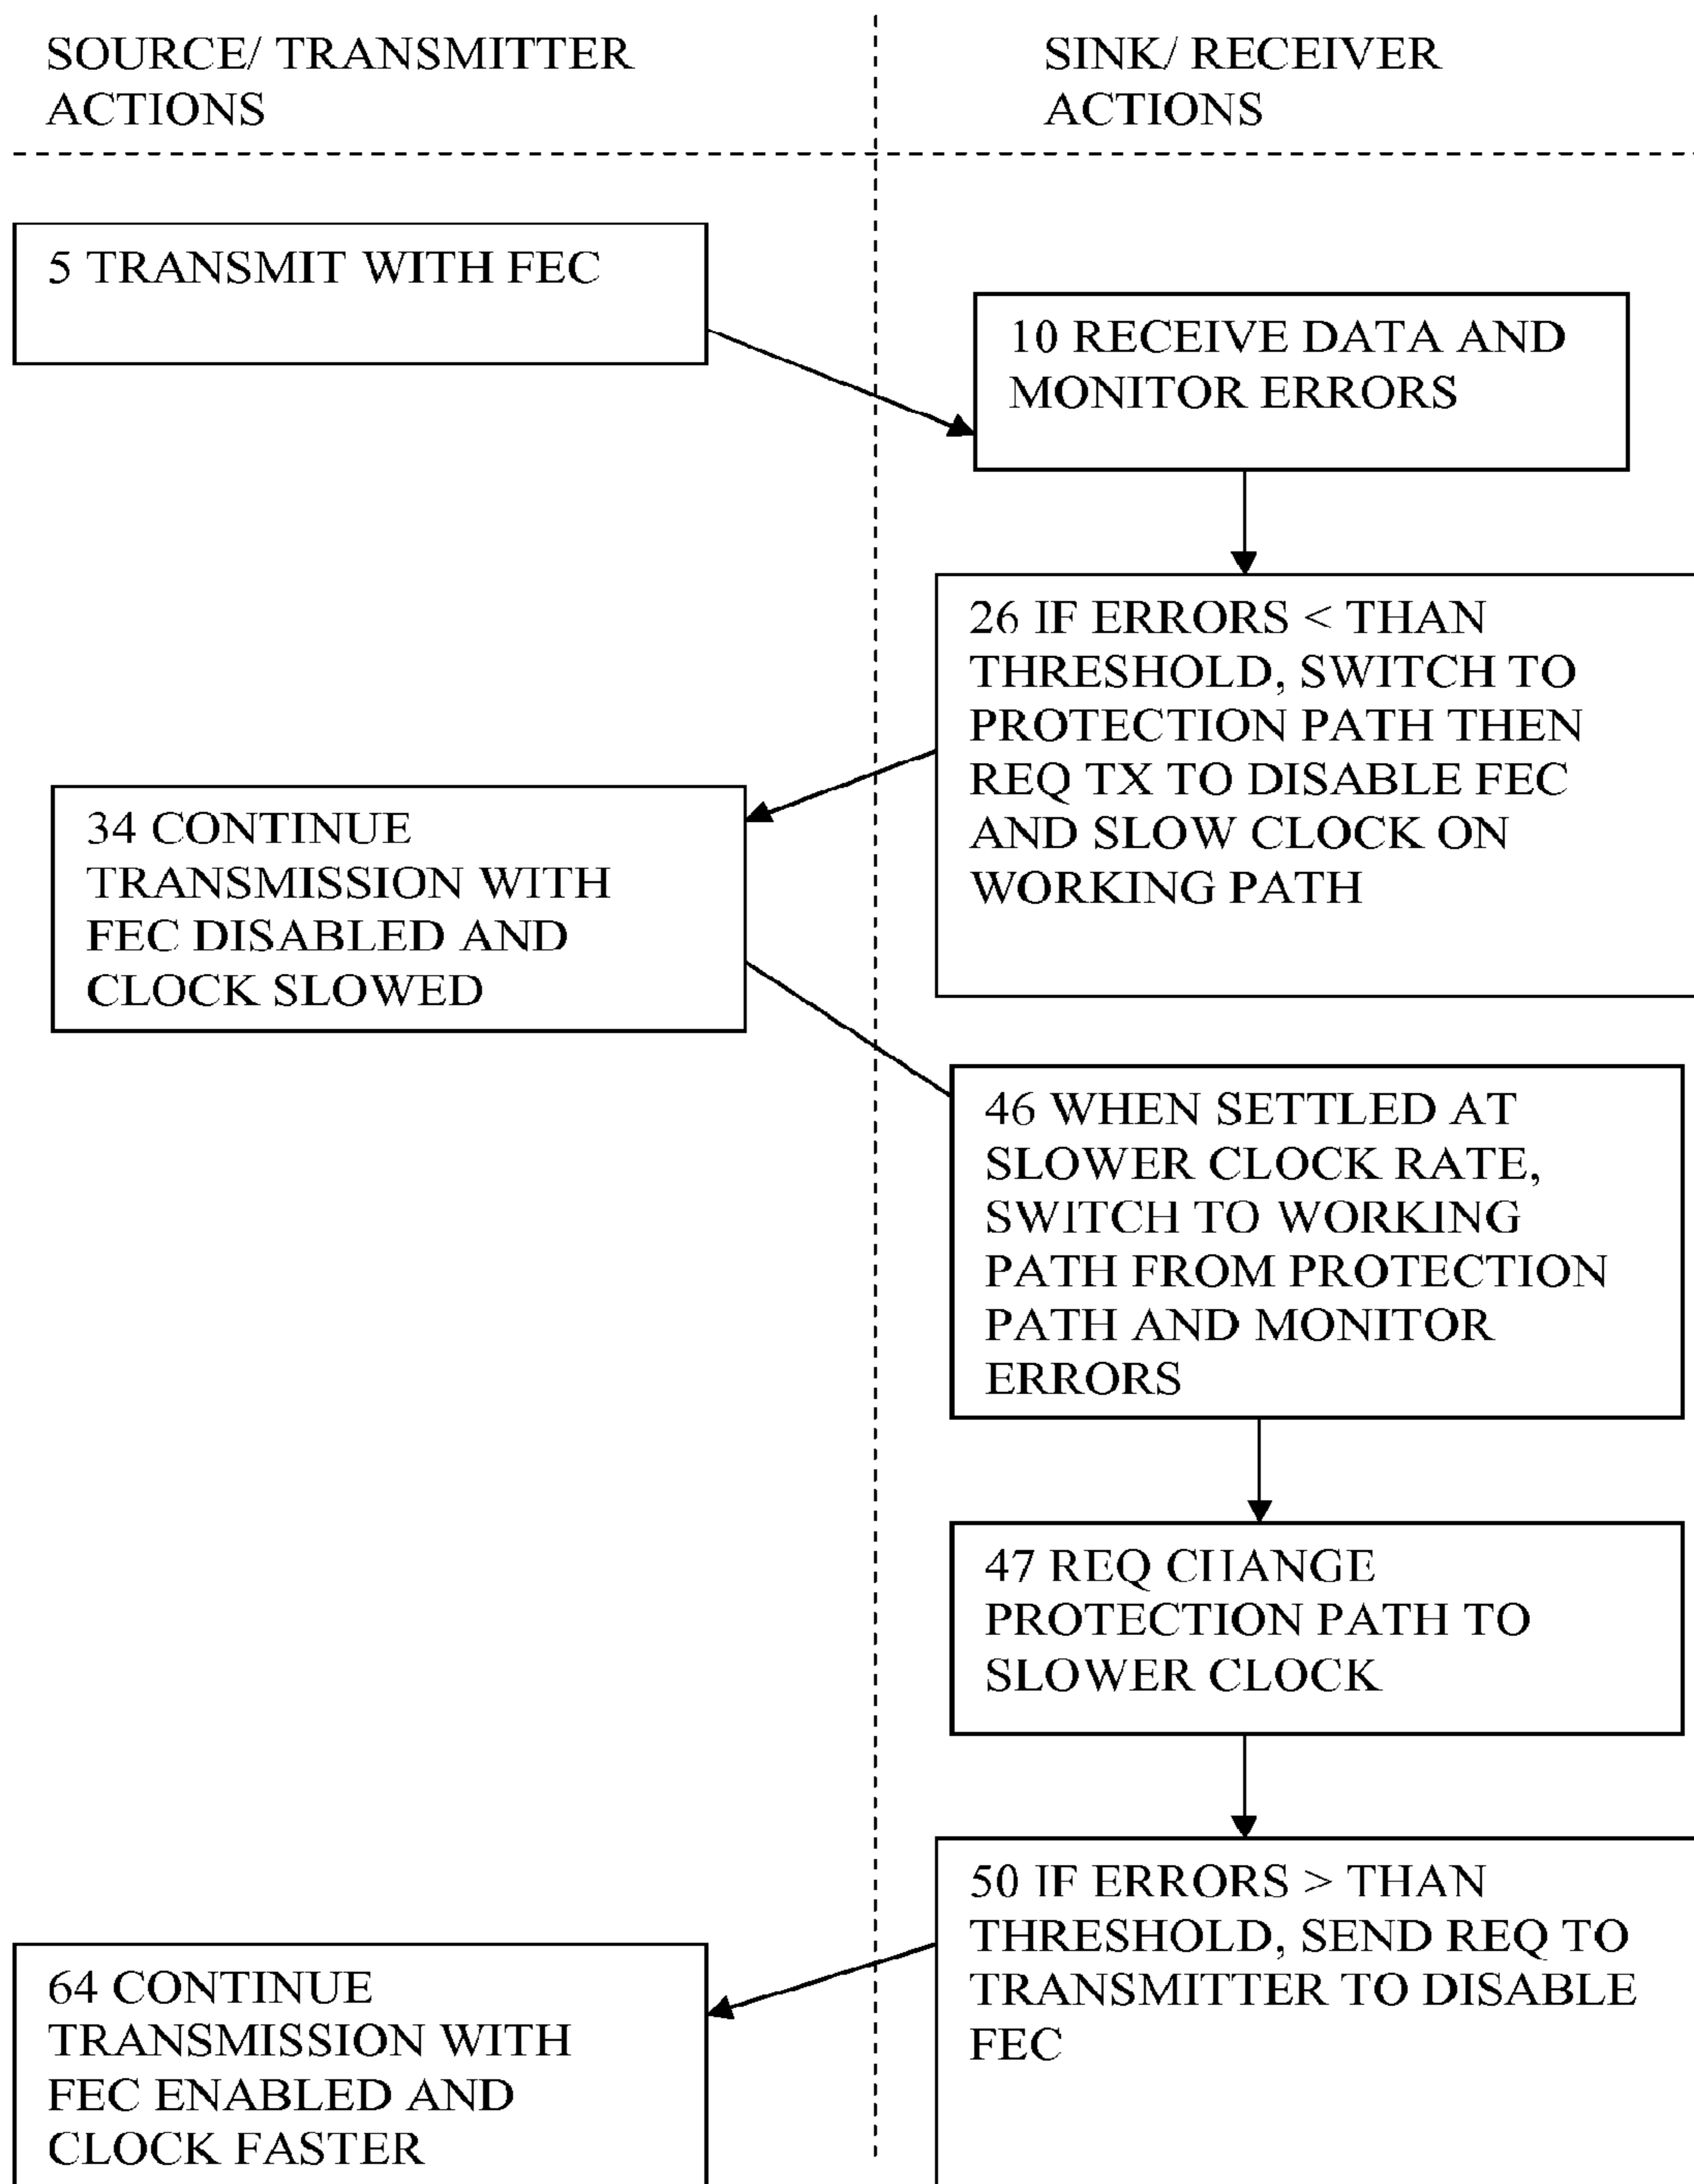 SOURCE/ TRANSMITTER
ACTIONS
SINK/ RECEIVER
ACTIONS
5 TRANSMIT WITH FEC
10 RECEIVE DATA AND
MONITOR ERRORS
26 IF ERRORS < THAN
THRESHOLD, SWITCH TO
PROTECTION PATH THEN
REQ TX TO DISABLE FEC
AND SLOW CLOCK ON
WORKING PATH
34 CONTINUE
TRANSMISSION WITH
FEC DISABLED AND
CLOCK SLOWED
46 WHEN SETTLED AT
SLOWER CLOCK RATE,
SWITCH TO WORKING
PATH FROM PROTECTION
PATH AND MONITOR
ERRORS
47 REQ CHANGE
PROTECTION PATH TO
SLOWER CLOCK
50 IF ERRORS > THAN
THRESHOLD, SEND REQ TO
TRANSMITTER TO DISABLE
FEC
64 CONTINUE
TRANSMISSION WITH
FEC ENABLED AND
CLOCK FASTER